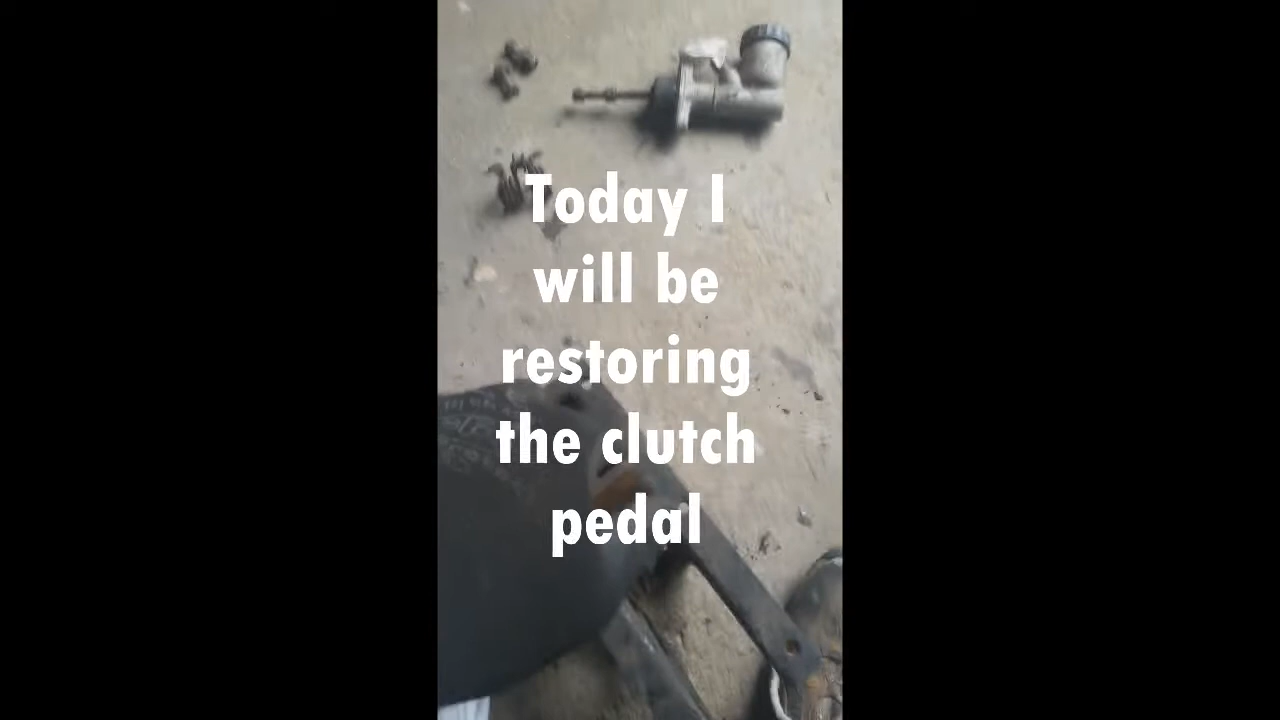 Today I
will be
restoring
the clutch
pedal